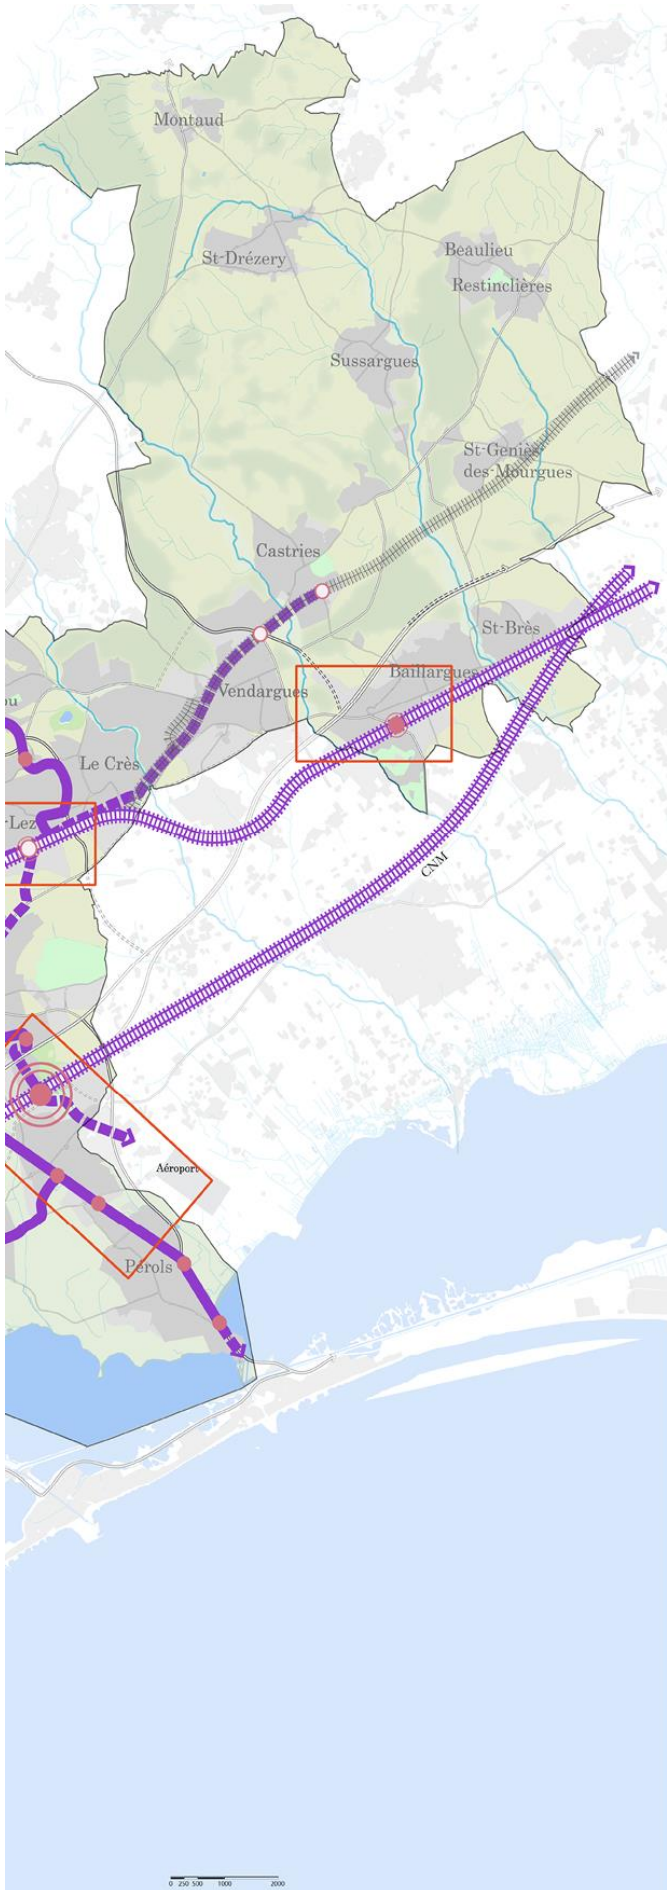 Montaud
St-Drézery
Beaulieu
Restinclières
Sussargues
St-Geniès
des-Mourgues
Castries
St-Brès
Baillargues
Vendargues
ou
Le Crès
-Lez
CNM
Aéroport
Pérols
0 250 500 1000 2000